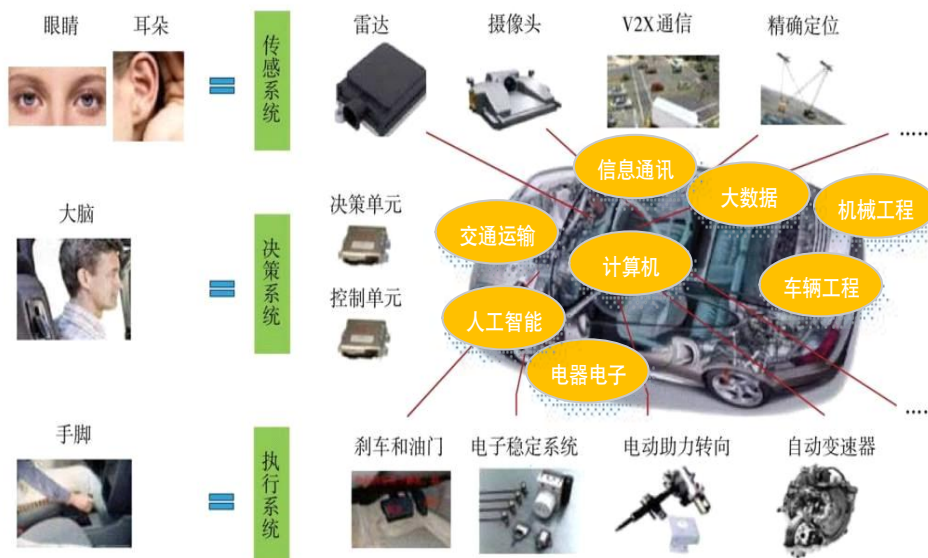 眼睛
耳朵
传感系统
雷达
摄像头
V2X通信
精确定位
……
信息通讯
大数据
机械工程
大脑
决策系统
决策单元
交通运输
计算机
车辆工程
控制单元
人工智能
电器电子
……
手脚
执行系统
刹车和油门
电子稳定系统
电动助力转向
自动变速器